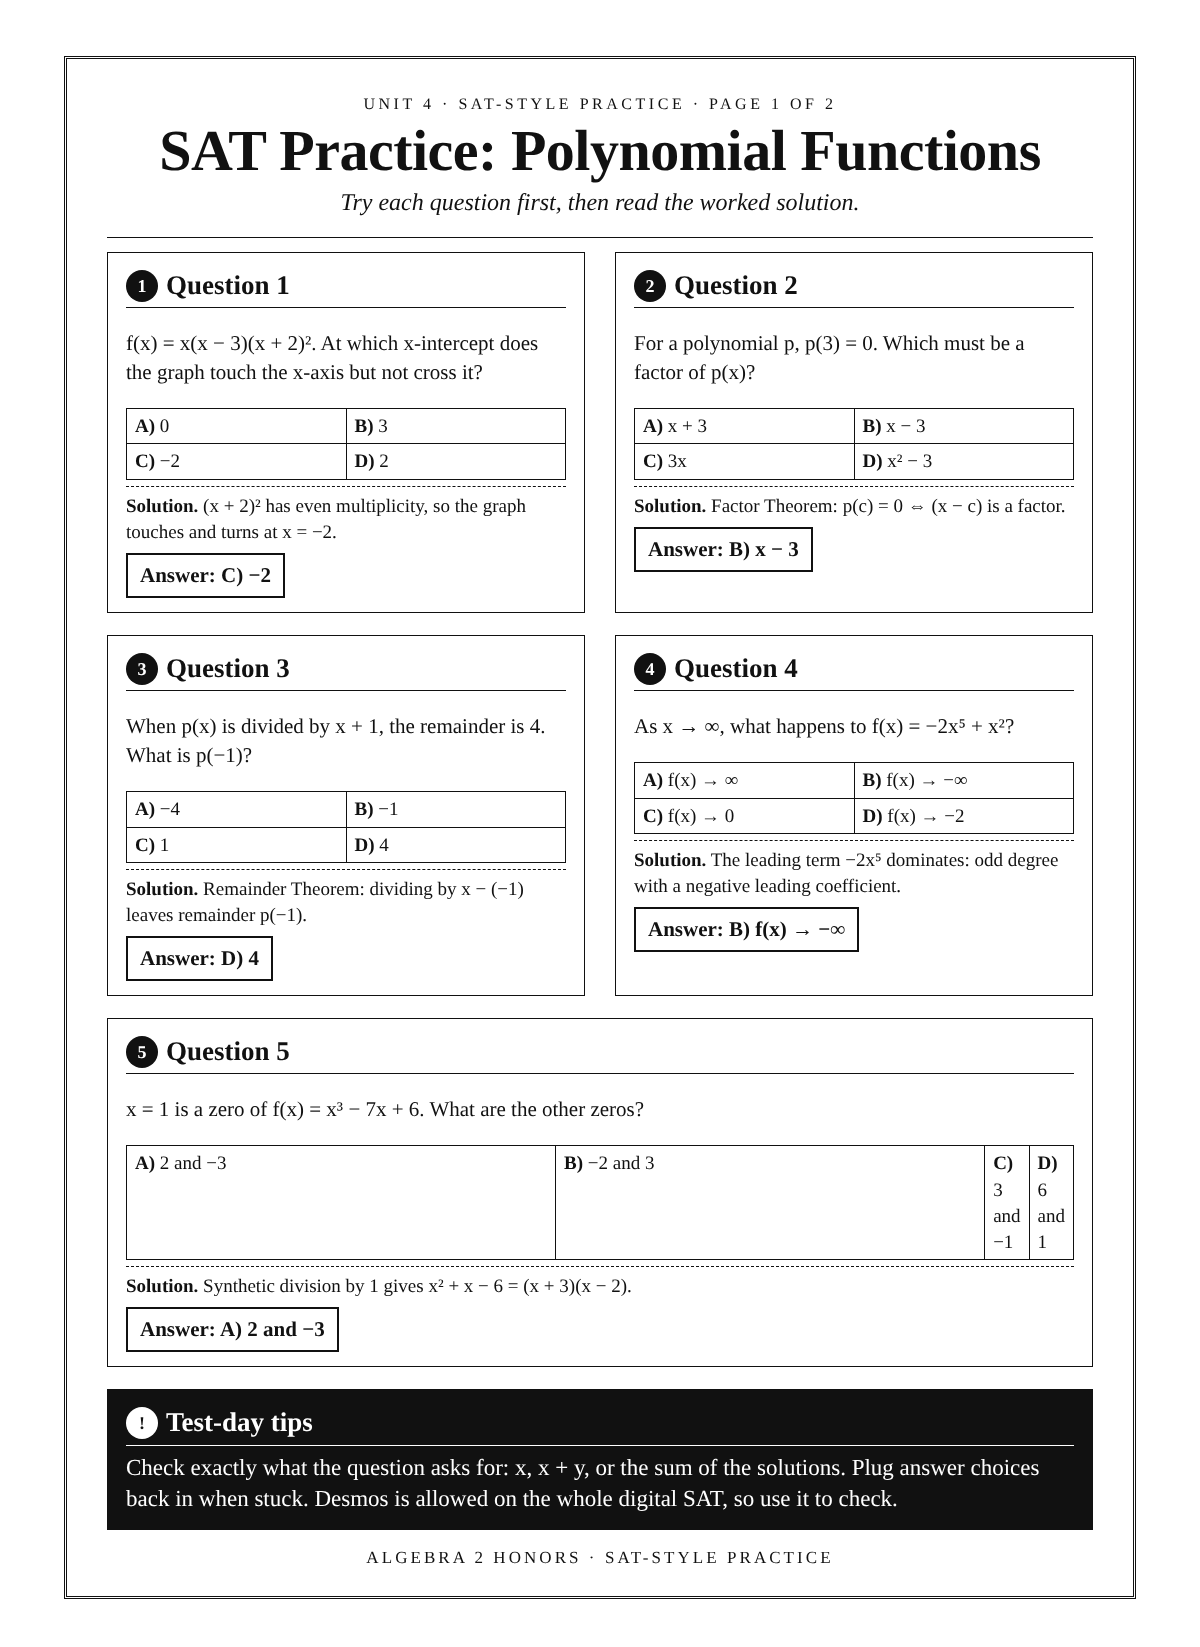 UNIT 4 · SAT-STYLE PRACTICE · PAGE 1 OF 2
SAT Practice: Polynomial Functions
Try each question first, then read the worked solution.
1 Question 1
f(x) = x(x − 3)(x + 2)². At which x-intercept does
the graph touch the x-axis but not cross it?
A) 0 B) 3
C) −2 D) 2
Solution. (x + 2)² has even multiplicity, so the graph
touches and turns at x = −2.
Answer: C) −2
2 Question 2
For a polynomial p, p(3) = 0. Which must be a
factor of p(x)?
A) x + 3 B) x − 3
C) 3x D) x² − 3
Solution. Factor Theorem: p(c) = 0 ⇔ (x − c) is a factor.
Answer: B) x − 3
3 Question 3
When p(x) is divided by x + 1, the remainder is 4.
What is p(−1)?
A) −4 B) −1
C) 1 D) 4
Solution. Remainder Theorem: dividing by x − (−1)
leaves remainder p(−1).
Answer: D) 4
4 Question 4
As x → ∞, what happens to f(x) = −2x⁵ + x²?
A) f(x) → ∞ B) f(x) → −∞
C) f(x) → 0 D) f(x) → −2
Solution. The leading term −2x⁵ dominates: odd degree
with a negative leading coefficient.
Answer: B) f(x) → −∞
5 Question 5
x = 1 is a zero of f(x) = x³ − 7x + 6. What are the other zeros?
A) 2 and −3
B) −2 and 3
C)
3
and
−1
D)
6
and
1
Solution. Synthetic division by 1 gives x² + x − 6 = (x + 3)(x − 2).
Answer: A) 2 and −3
! Test-day tips
Check exactly what the question asks for: x, x + y, or the sum of the solutions. Plug answer choices
back in when stuck. Desmos is allowed on the whole digital SAT, so use it to check.
ALGEBRA 2 HONORS · SAT-STYLE PRACTICE